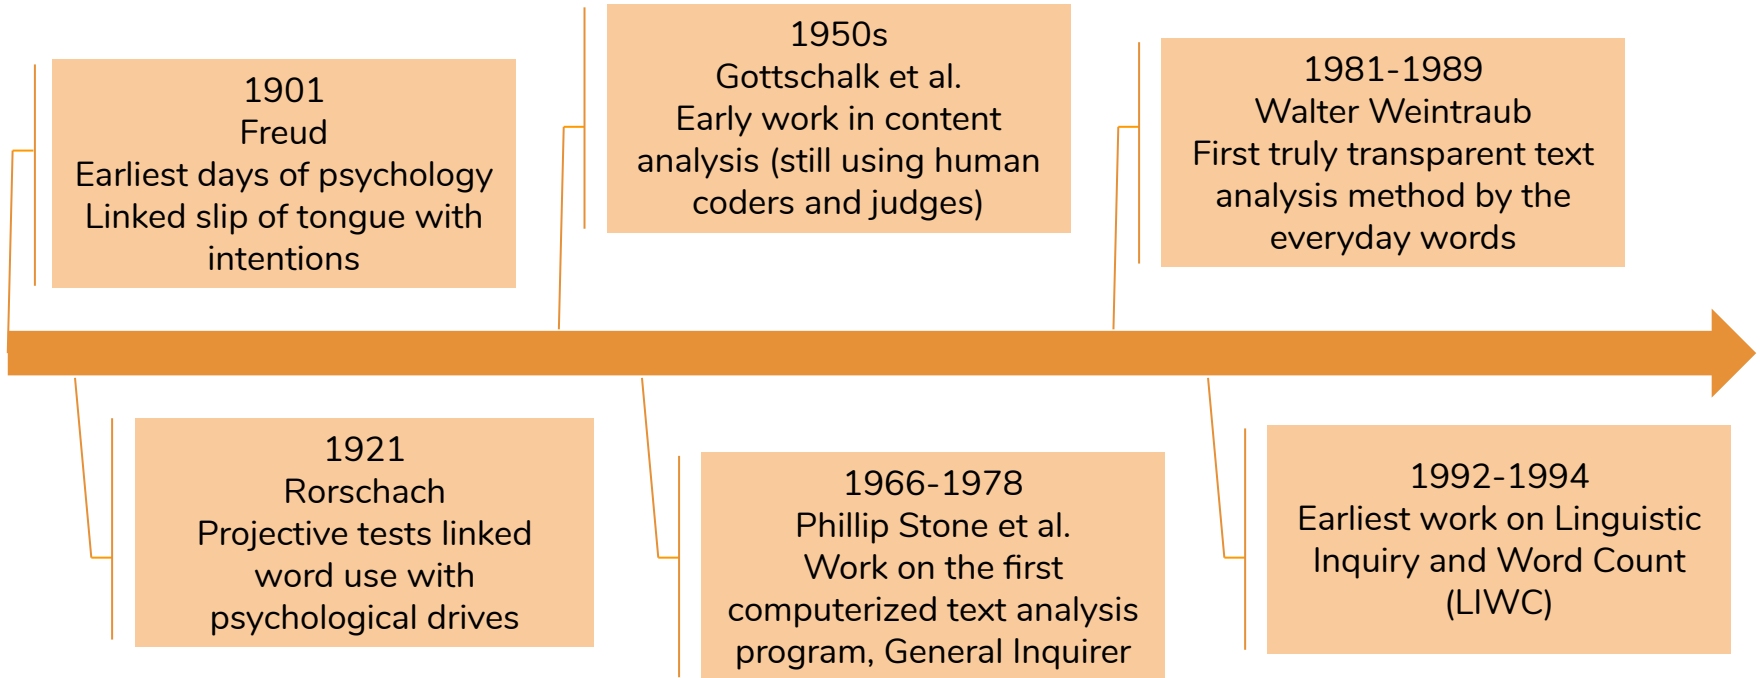 1901
Freud
Earliest days of psychology
Linked slip of tongue with
intentions
1921
Rorschach
Projective tests linked
word use with
psychological drives
1950s
Gottschalk et al.
Early work in content
analysis (still using human
coders and judges)
1966-1978
Phillip Stone et al.
Work on the first
computerized text analysis
program, General Inquirer
1981-1989
Walter Weintraub
First truly transparent text
analysis method by the
everyday words
1992-1994
Earliest work on Linguistic
Inquiry and Word Count
(LIWC)